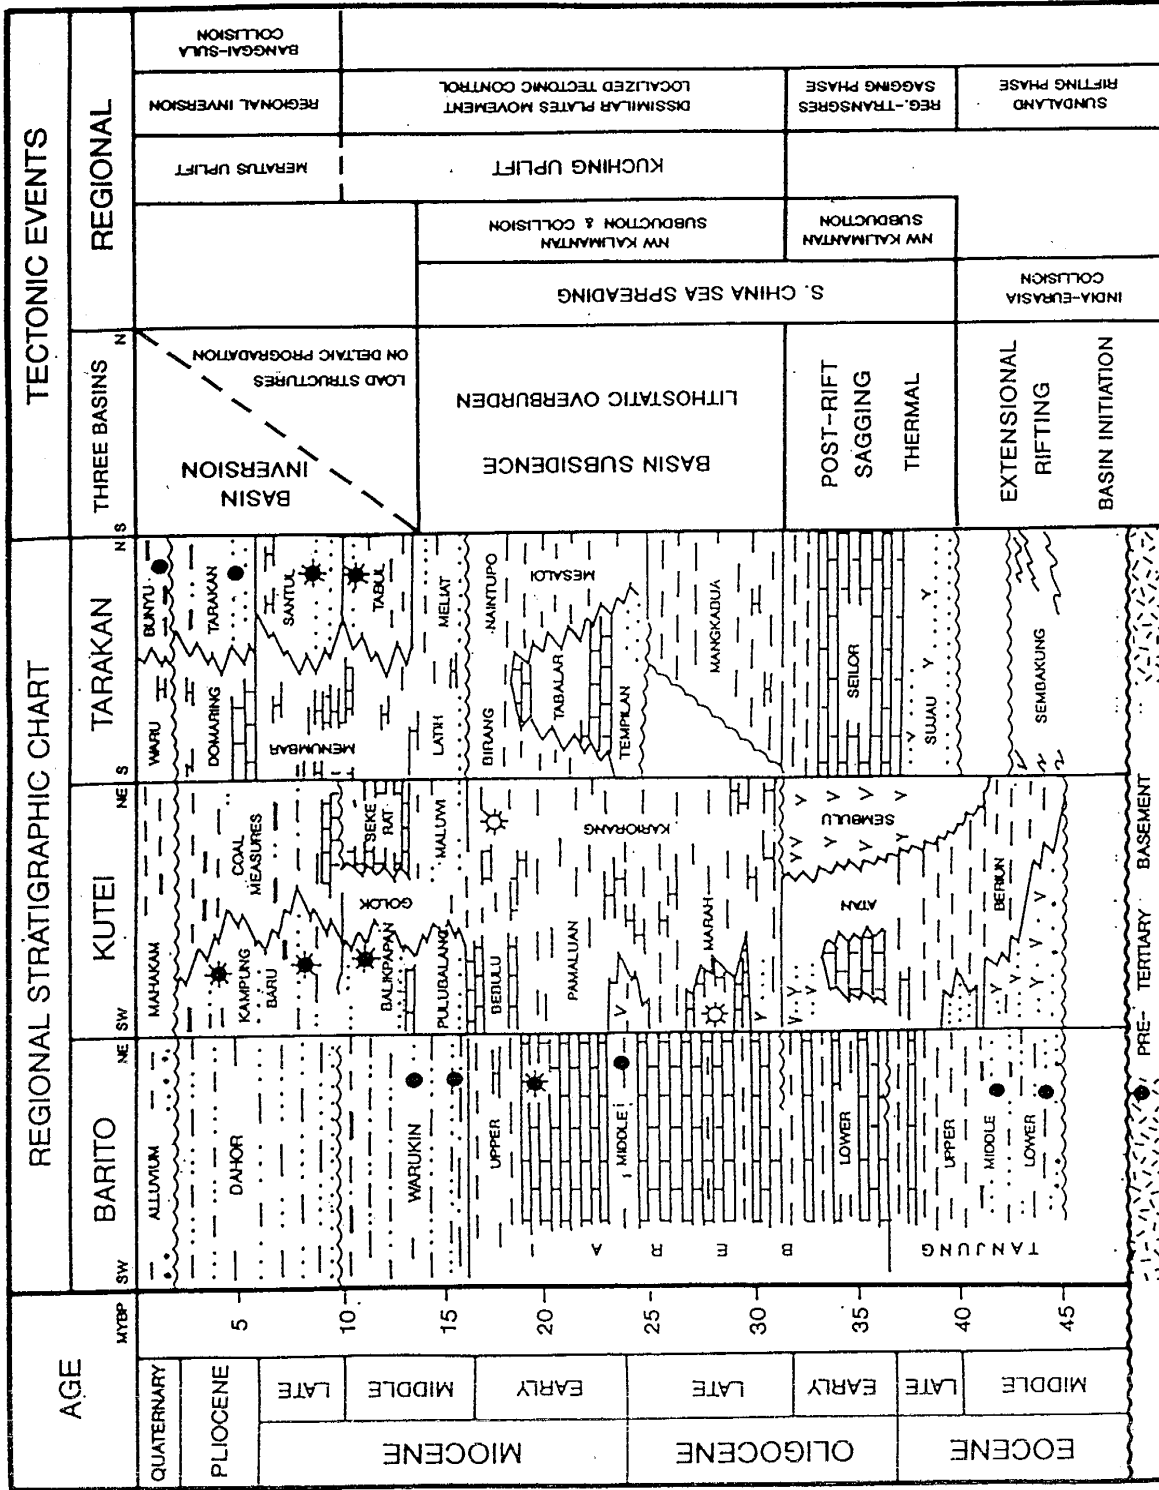 REGIONAL STRATIGRAPHIC CHART
TECTONIC EVENTS
AGE
MYBP
BARITO
SW
NE
KUTEI
SW
NE
TARAKAN
S
N
THREE BASINS
S
N
REGIONAL
QUATERNARY
PLIOCENE
MIOCENE
LATE
MIDDLE
EARLY
OLIGOCENE
LATE
EARLY
EOCENE
LATE
MIDDLE
5
10
15
20
25
30
35
40
45
ALLUVIUM
DAHOR
WARUKIN
UPPER
MIDDLE
LOWER
BERAI
UPPER
MIDDLE
LOWER
TANJUNG
MAHAKAM
KAMPUNG
BARU
COAL
MEASURES
GOLOK
SEKE
RAT
BALIKPAPAN
PULUBALANG
MALUWI
BEBULU
PAMALUAN
KARIORANG
MARAH
ATAN
SEMBULU
BERIUN
WARU
BUNYU
DOMARING
TARAKAN
MENUMBAR
SANTUL
TABUL
LATIH
MELIAT
BIRANG
NAINTUPO
TABALAR
MESALOI
TEMPILAN
MANGKABUA
SEILOR
SUJAU
SEMBAKUNG
PRE- TERTIARY BASEMENT
BASIN
INVERSION
LOAD STRUCTURES
ON DELTAIC PROGRADATION
BASIN SUBSIDENCE
LITHOSTATIC OVERBURDEN
POST-RIFT
SAGGING
THERMAL
EXTENSIONAL
RIFTING
BASIN INITIATION
S. CHINA SEA SPREADING
INDIA-EURASIA
COLLISION
NW KALIMANTAN
SUBDUCTION & COLLISION
NW KALIMANTAN
SUBDUCTION
MERATUS UPLIFT
KUCHING UPLIFT
REGIONAL INVERSION
DISSIMILAR PLATES MOVEMENT
LOCALIZED TECTONIC CONTROL
REG.-TRANSGRES
SAGGING PHASE
SUNDALAND
RIFTING PHASE
BANGGAI-SULA
COLLISION